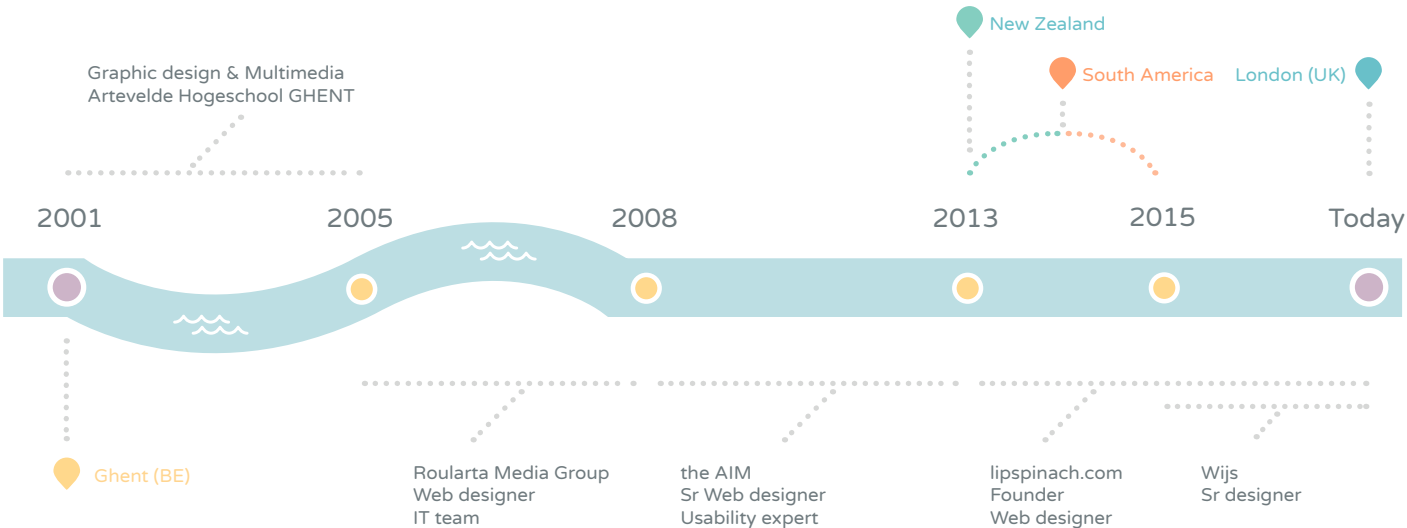 New Zealand
South America
London (UK)
Graphic design & Multimedia
Artevelde Hogeschool GHENT
2001
2005
2008
2013
2015
Today
Ghent (BE)
Roularta Media Group
Web designer
IT team
the AIM
Sr Web designer
Usability expert
lipspinach.com
Founder
Web designer
Wijs
Sr designer